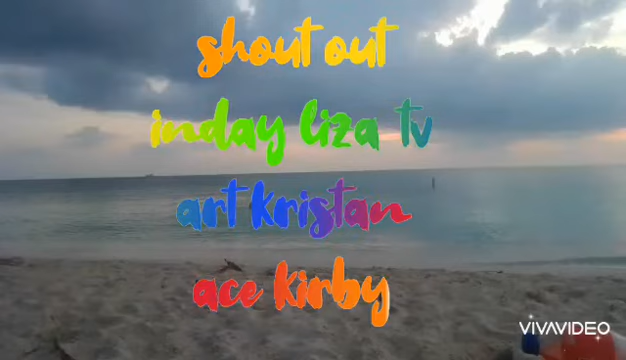 shout out
inday liza tv
art kristan
ace kirby
VIVAVIDEO